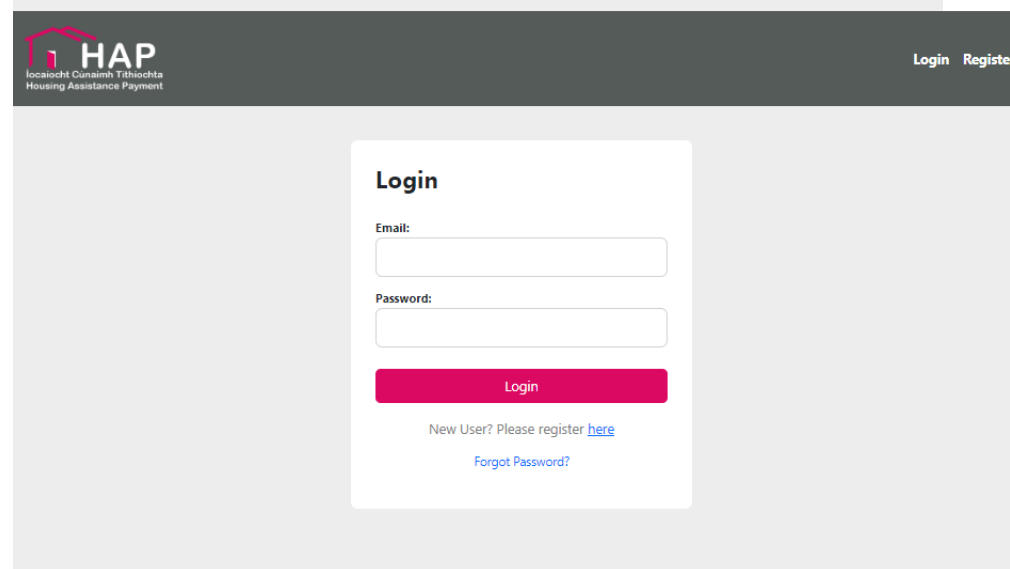 HAP
Íocaíocht Cúnaimh Tithíochta
Housing Assistance Payment
Login Registe
Login
Email:
Password:
Login
New User? Please register here
Forgot Password?